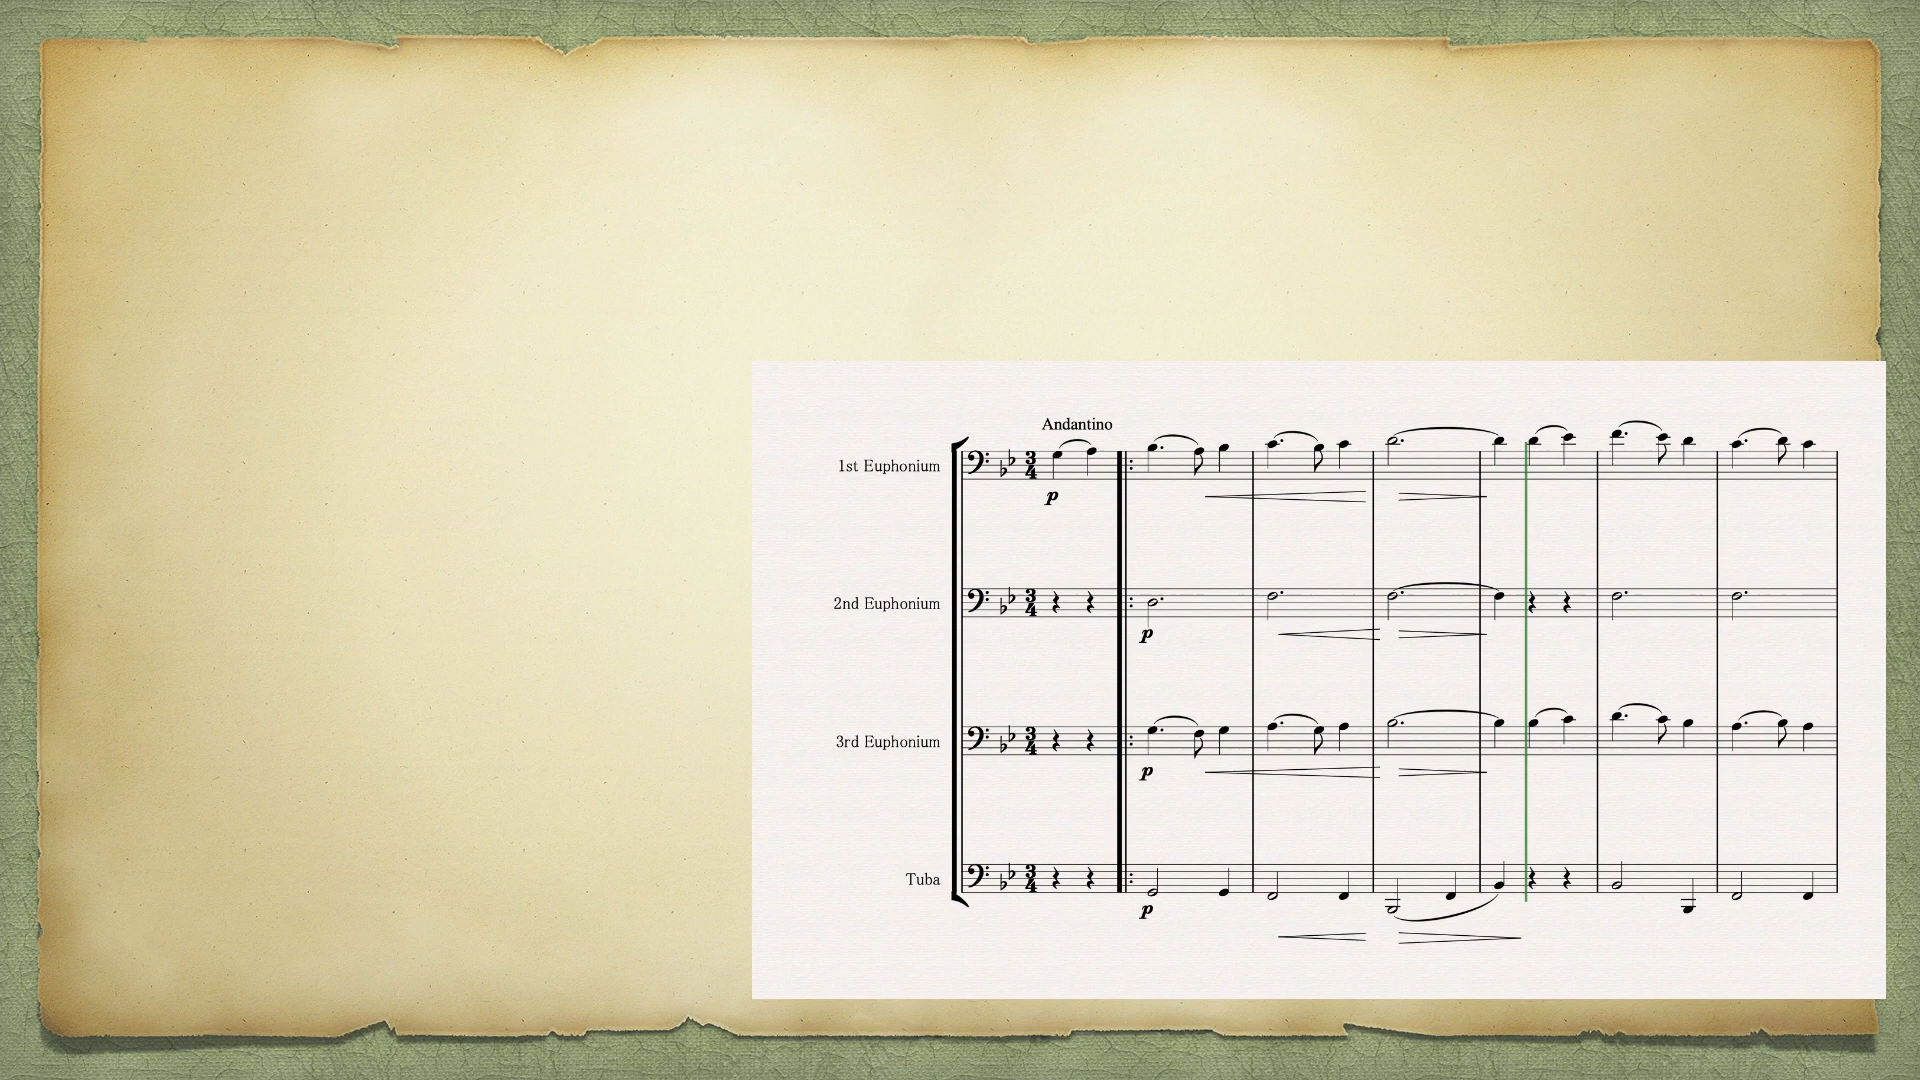 Andantino
1st Euphonium
p
2nd Euphonium
p
3rd Euphonium
p
Tuba
p